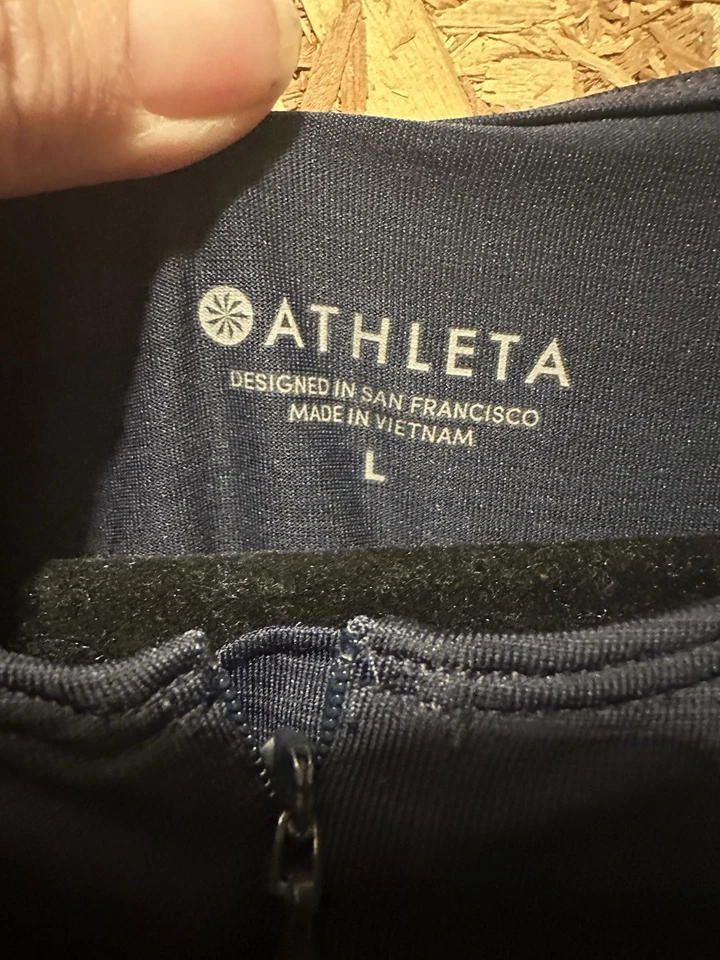 ATHLETA
DESIGNED IN SAN FRANCISCO
MADE IN VIETNAM
L